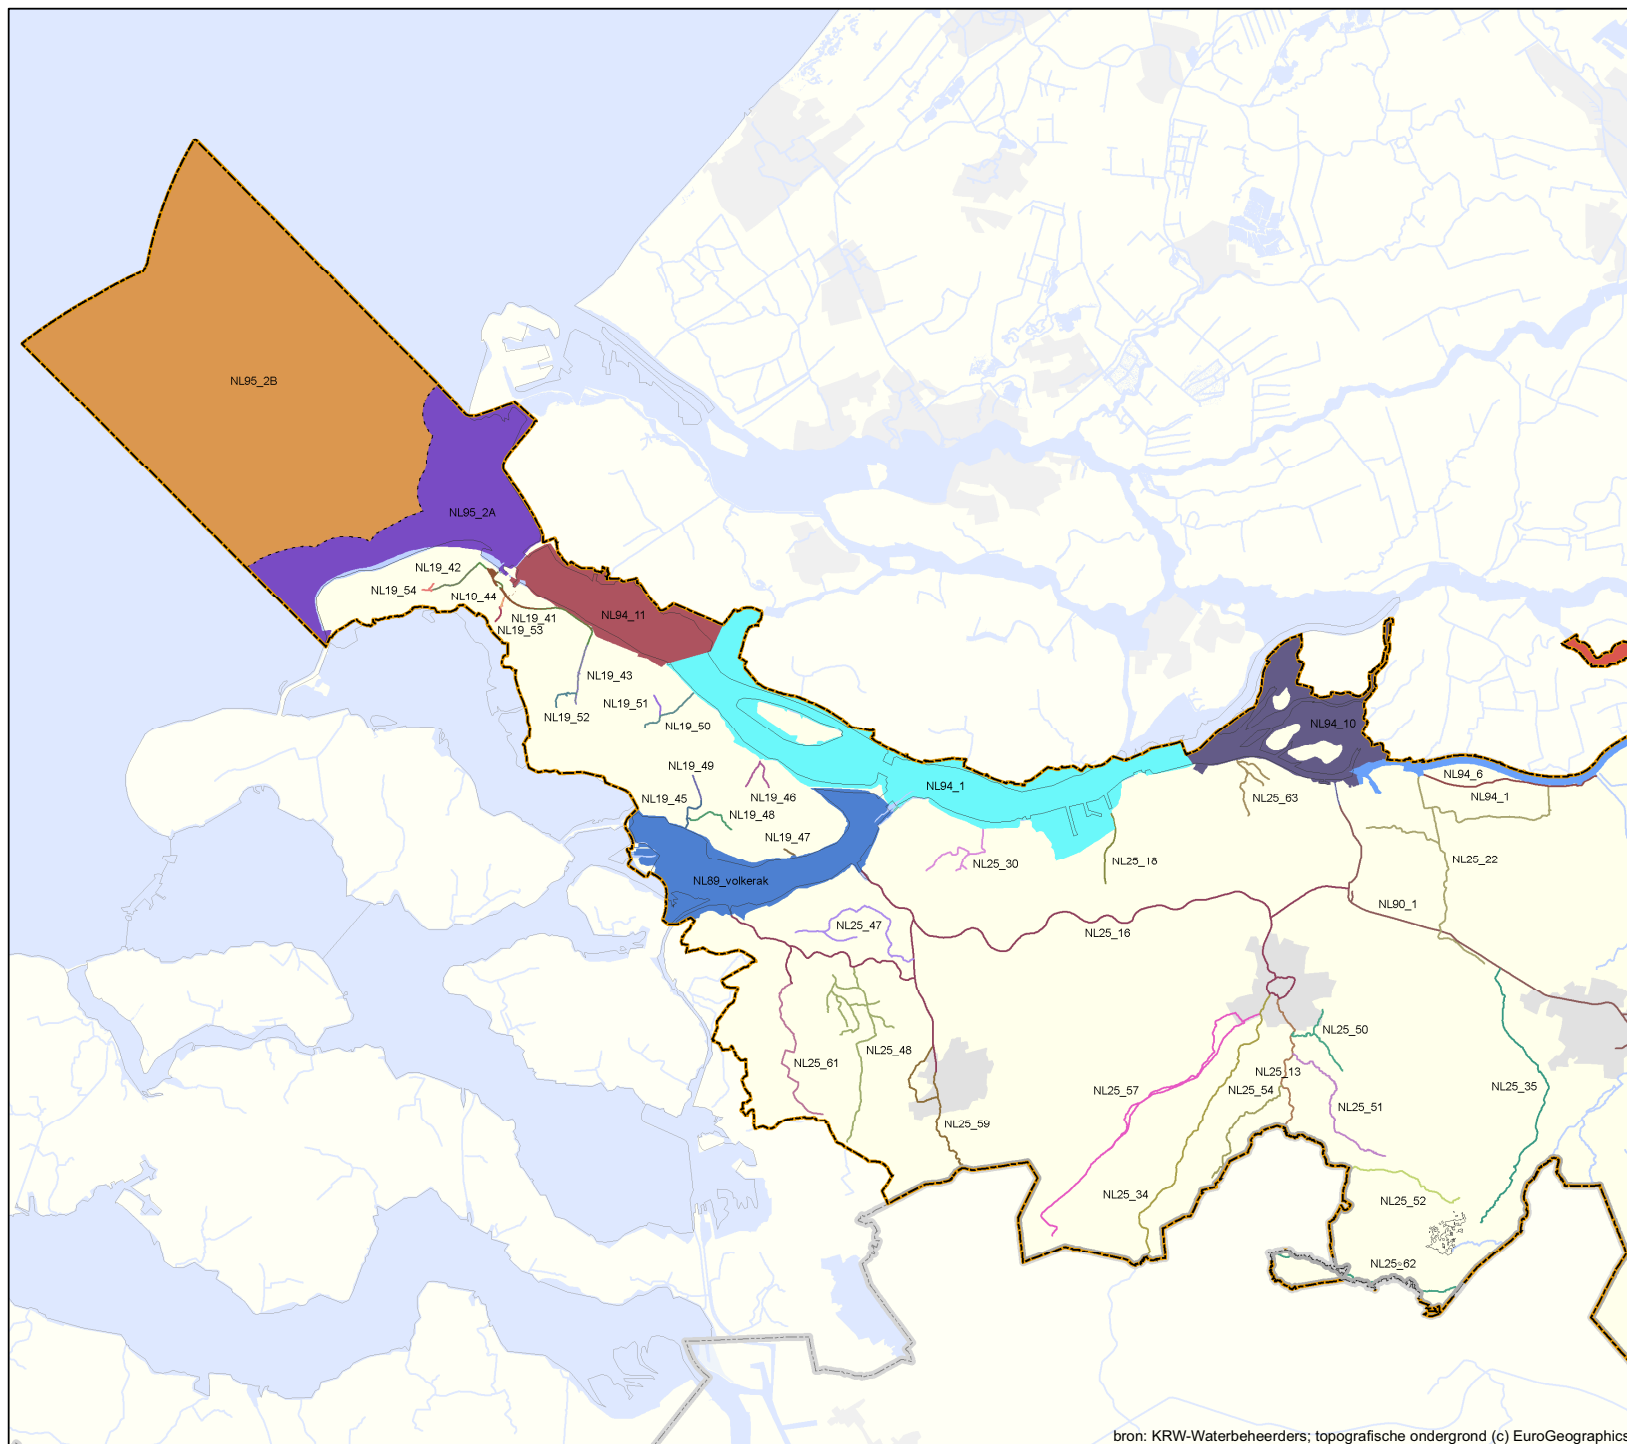 NL95_2B
NL95_2A
NL19_42
NL19_54
NL10_44
NL19_41
NL19_53
NL94_11
NL19_43
NL19_51
NL19_52
NL19_50
NL94_10
NL19_49
NL19_45
NL19_46
NL19_48
NL19_47
NL94_1
NL94_6
NL94_1
NL25_63
NL89_volkerak
NL25_30
NL25_18
NL25_22
NL90_1
NL25_47
NL25_16
NL25_50
NL25_48
NL25_61
NL25_13
NL25_57
NL25_54
NL25_35
NL25_51
NL25_59
NL25_34
NL25_52
NL25_62
bron: KRW-Waterbeheerders; topografische ondergrond (c) EuroGeographics